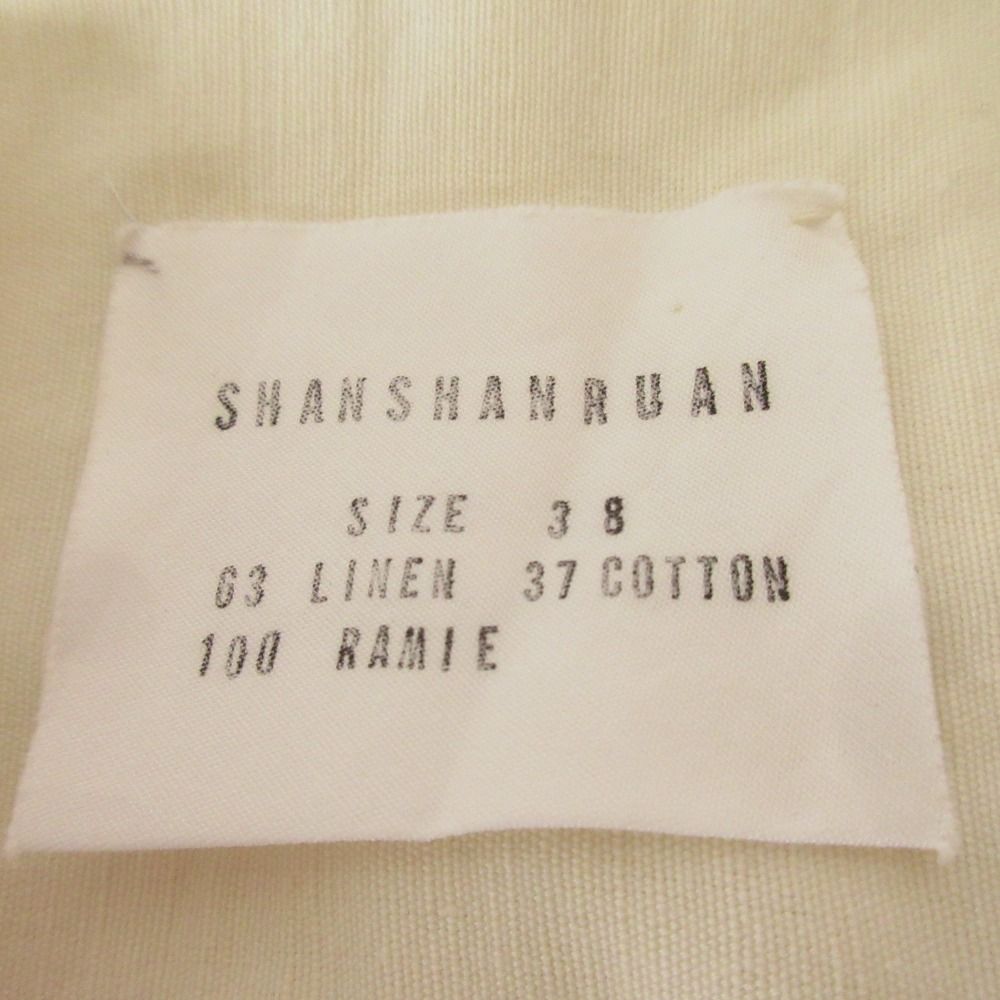 SHANSHANRUAN
SIZE 38
63 LINEN 37 COTTON
100 RAMIE